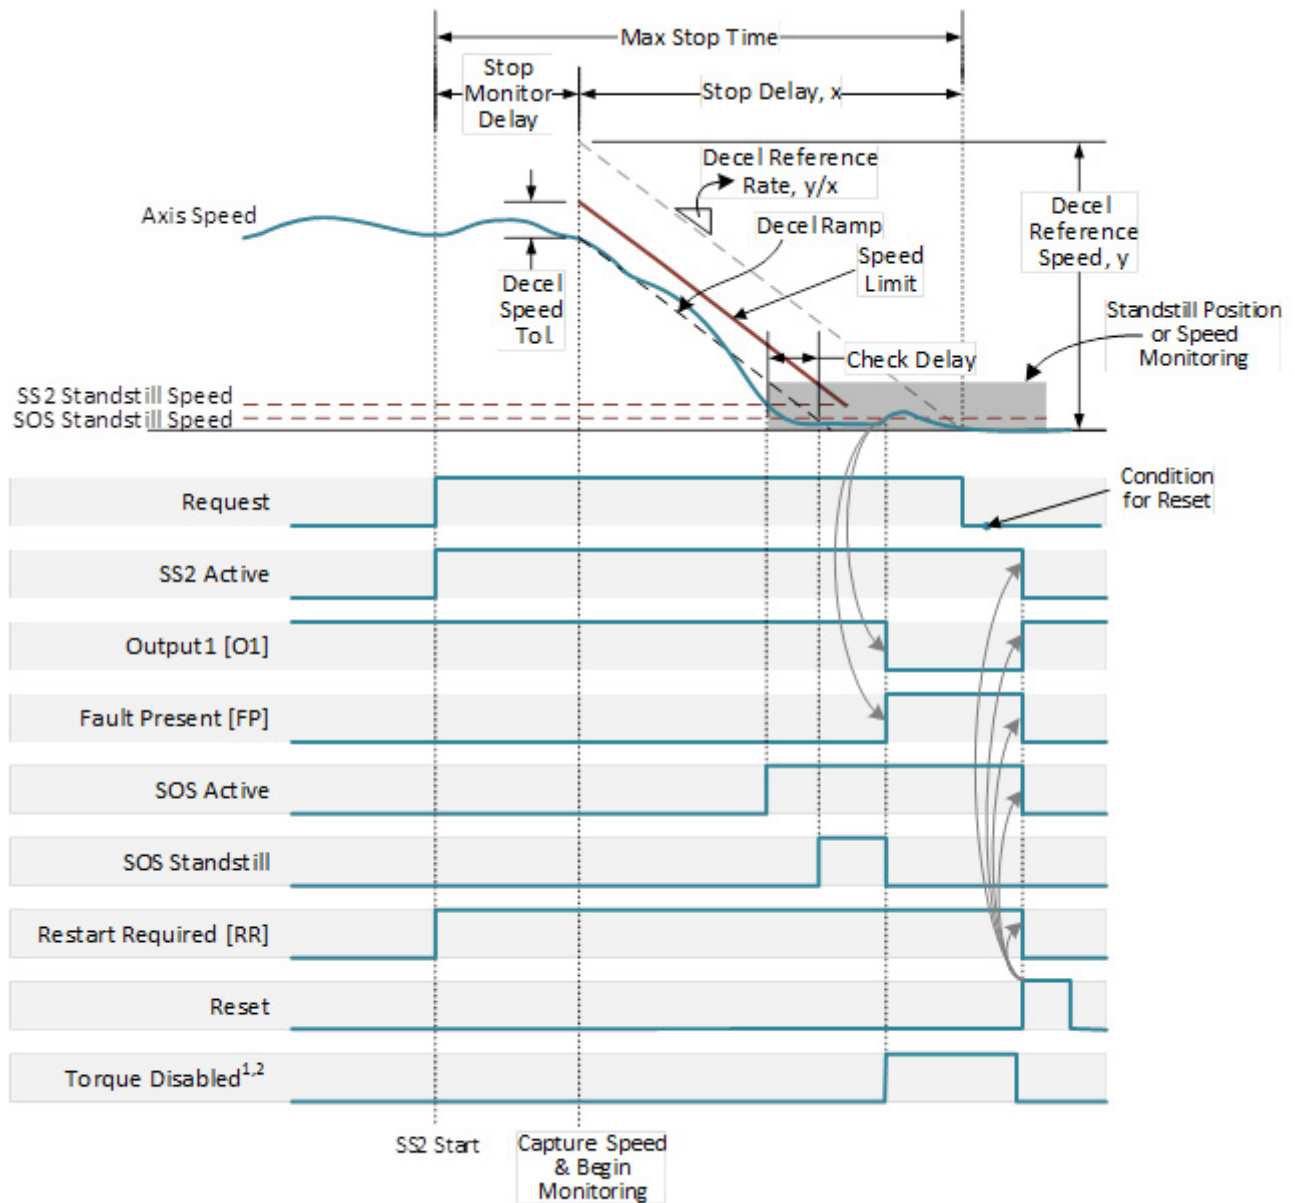 Max Stop Time
Stop
Monitor
Delay
Stop Delay, x
Decel Reference
Rate, y/x
Axis Speed
Decel Ramp
Decel
Reference
Speed, y
Speed
Limit
Decel
Speed
Tol.
Standstill Position
or Speed
Monitoring
Check Delay
SS2 Standstill Speed
SOS Standstill Speed
Request
Condition
for Reset
SS2 Active
Output 1 [O1]
Fault Present [FP]
SOS Active
SOS Standstill
Restart Required [RR]
Reset
Torque Disabled1,2
SS2 Start
Capture Speed
& Begin
Monitoring